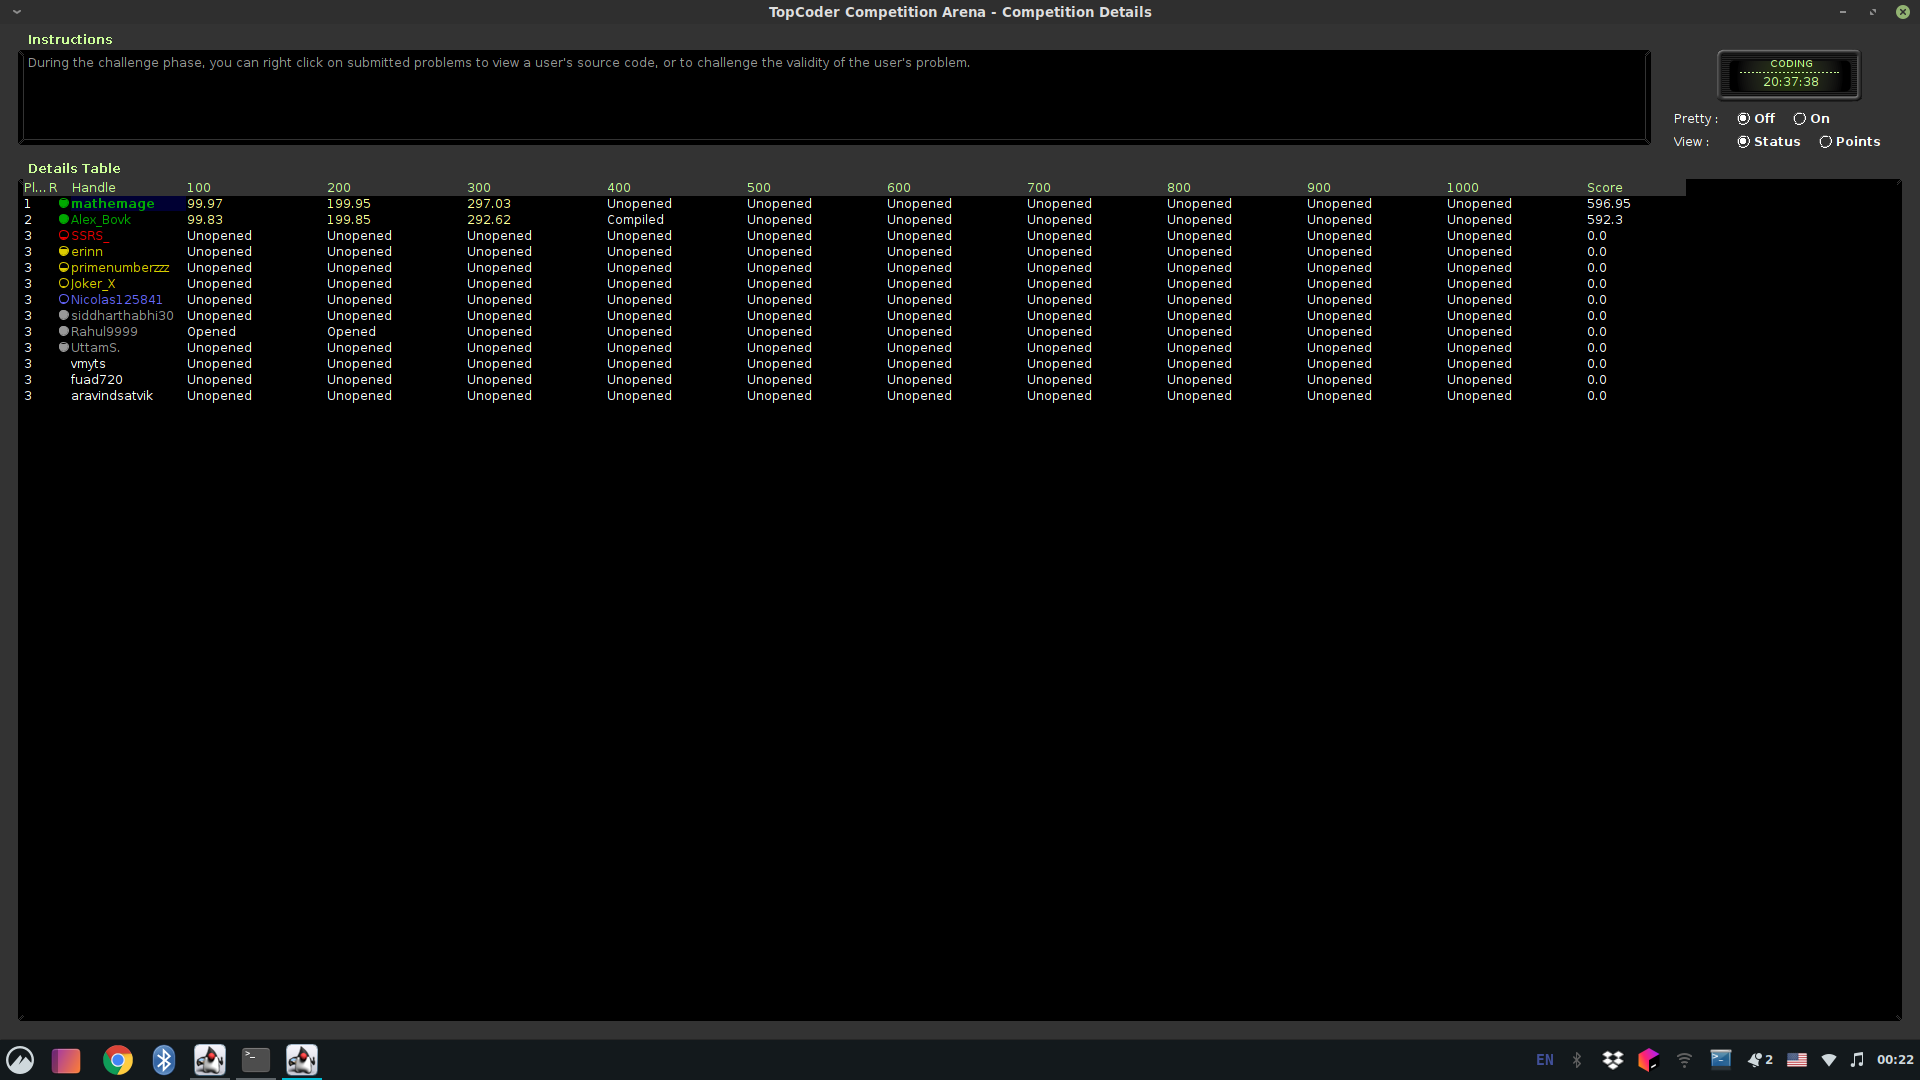 TopCoder Competition Arena - Competition Details
Instructions
During the challenge phase, you can right click on submitted problems to view a user's source code, or to challenge the validity of the user's problem.
CODING
20:37:38
Pretty : Off On
View : Status Points
Details Table
Pl... R Handle 100 200 300 400 500 600 700 800 900 1000 Score
1 mathemage 99.97 199.95 297.03 Unopened Unopened Unopened Unopened Unopened Unopened Unopened 596.95
2 Alex_Bovk 99.83 199.85 292.62 Compiled Unopened Unopened Unopened Unopened Unopened Unopened 592.3
3 SSRS_ Unopened Unopened Unopened Unopened Unopened Unopened Unopened Unopened Unopened Unopened 0.0
3 erinn Unopened Unopened Unopened Unopened Unopened Unopened Unopened Unopened Unopened Unopened 0.0
3 primenumberzzz Unopened Unopened Unopened Unopened Unopened Unopened Unopened Unopened Unopened Unopened 0.0
3 Joker_X Unopened Unopened Unopened Unopened Unopened Unopened Unopened Unopened Unopened Unopened 0.0
3 Nicolas125841 Unopened Unopened Unopened Unopened Unopened Unopened Unopened Unopened Unopened Unopened 0.0
3 siddharthabhi30 Unopened Unopened Unopened Unopened Unopened Unopened Unopened Unopened Unopened Unopened 0.0
3 Rahul9999 Opened Opened Unopened Unopened Unopened Unopened Unopened Unopened Unopened Unopened 0.0
3 UttamS. Unopened Unopened Unopened Unopened Unopened Unopened Unopened Unopened Unopened Unopened 0.0
3 vmyts Unopened Unopened Unopened Unopened Unopened Unopened Unopened Unopened Unopened Unopened 0.0
3 fuad720 Unopened Unopened Unopened Unopened Unopened Unopened Unopened Unopened Unopened Unopened 0.0
3 aravindsatvik Unopened Unopened Unopened Unopened Unopened Unopened Unopened Unopened Unopened Unopened 0.0
EN 2 00:22